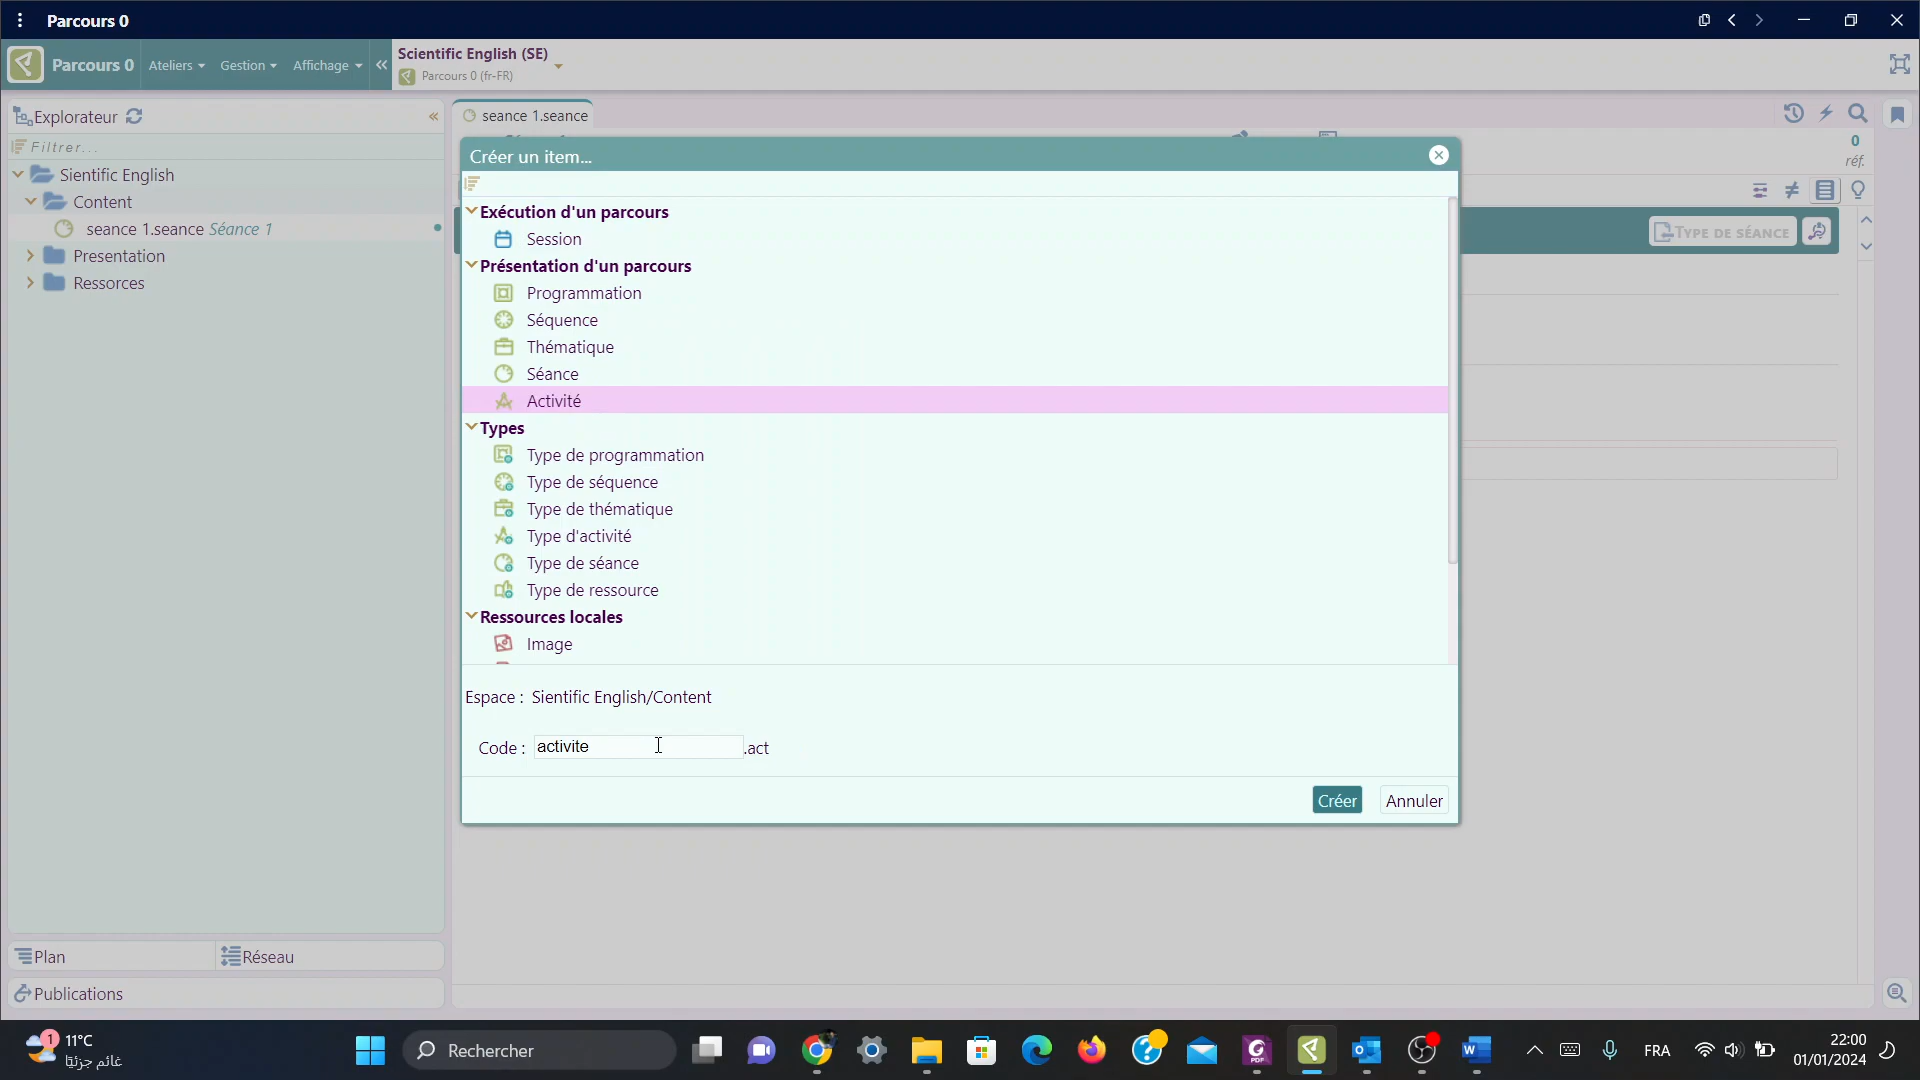 Parcours 0
Parcours 0
Ateliers
Gestion
Affichage
Scientific English (SE)
Parcours 0 (fr-FR)
Explorateur
Filtrer...
Sientific English
Content
seance 1.seance Séance 1
Presentation
Ressorces
Plan
Réseau
Publications
seance 1.seance
0
réf.
TYPE DE SÉANCE
Créer un item...
Exécution d'un parcours
Session
Présentation d'un parcours
Programmation
Séquence
Thématique
Séance
Activité
Types
Type de programmation
Type de séquence
Type de thématique
Type d'activité
Type de séance
Type de ressource
Ressources locales
Image
Espace : Sientific English/Content
Code : activite .act
Créer
Annuler
1
11°C
غائم جزئيًا
Rechercher
PDF
FRA
22:00
01/01/2024